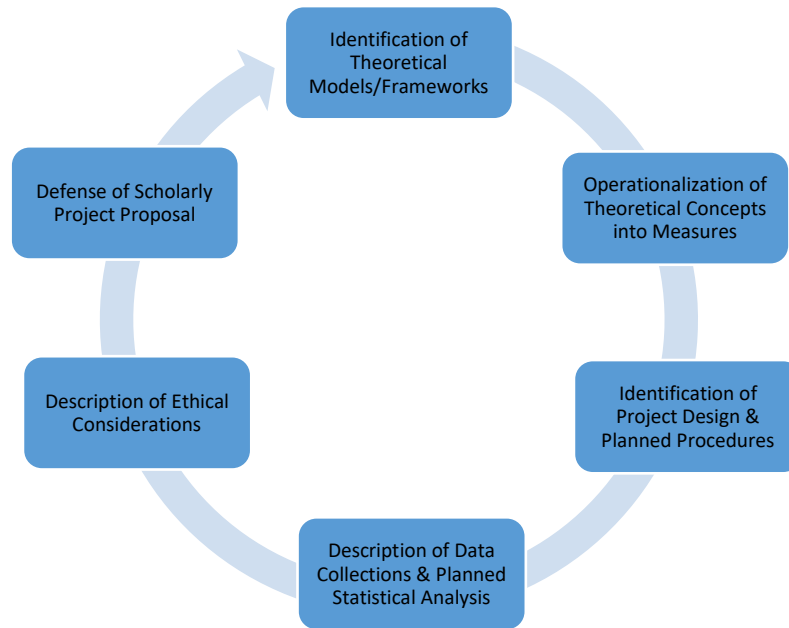 Identification of
Theoretical
Models/Frameworks
Operationalization of
Theoretical Concepts
into Measures
Identification of
Project Design &
Planned Procedures
Description of Data
Collections & Planned
Statistical Analysis
Description of Ethical
Considerations
Defense of Scholarly
Project Proposal